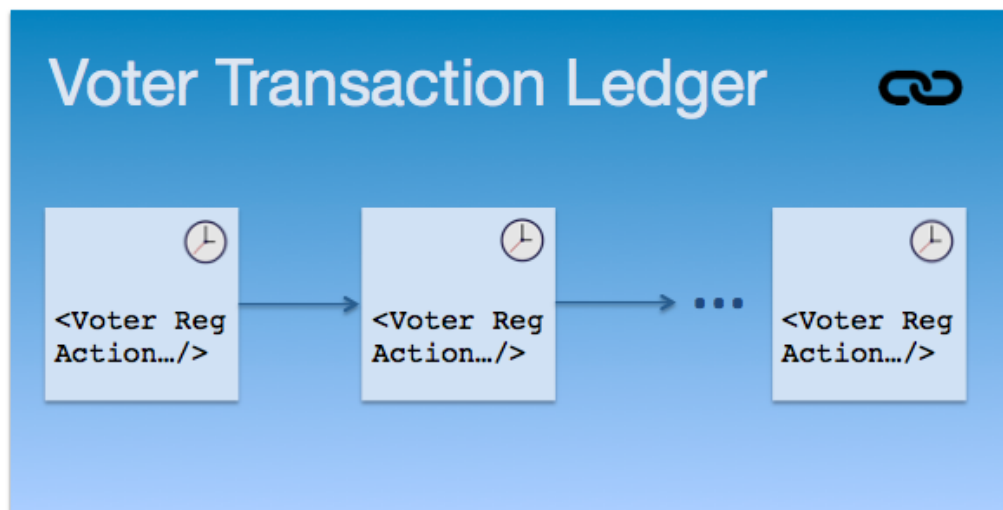 Voter Transaction Ledger
<Voter Reg
Action…/>
<Voter Reg
Action…/>
...
<Voter Reg
Action…/>